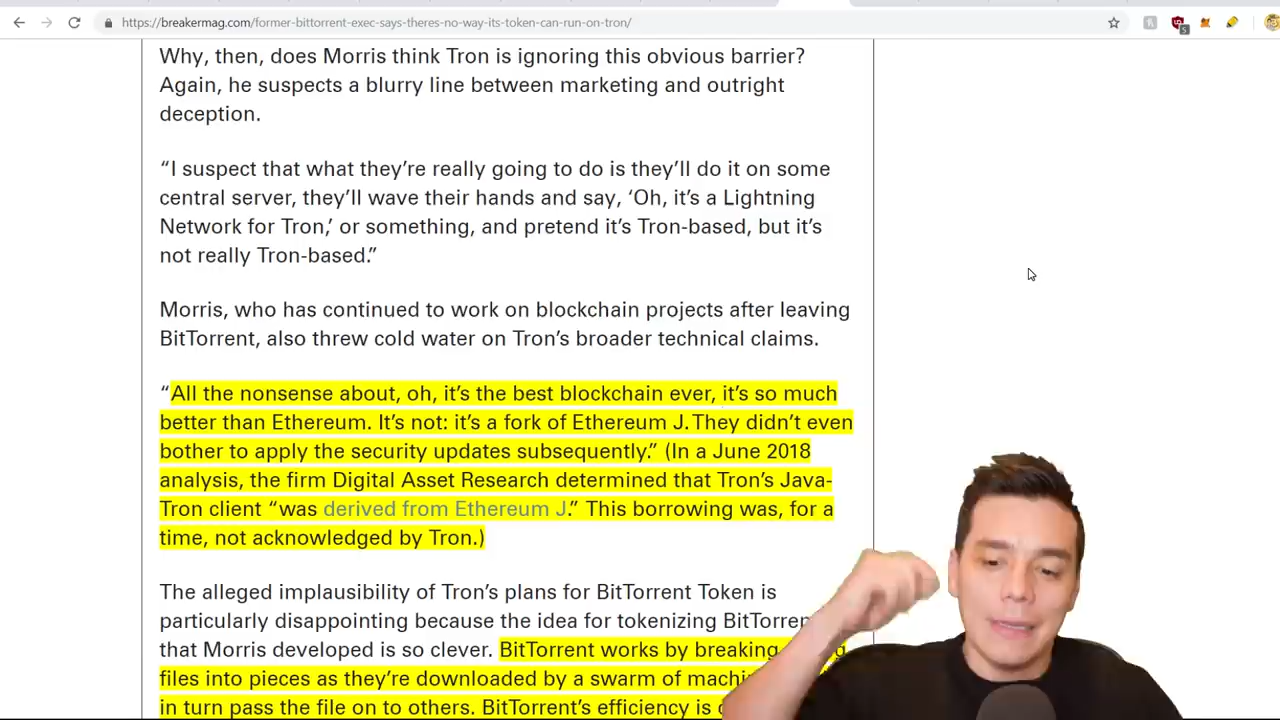 https://breakermag.com/former-bittorrent-exec-says-theres-no-way-its-token-can-run-on-tron/
5
Why, then, does Morris think Tron is ignoring this obvious barrier?
Again, he suspects a blurry line between marketing and outright
deception.
“I suspect that what they’re really going to do is they’ll do it on some
central server, they’ll wave their hands and say, ‘Oh, it’s a Lightning
Network for Tron,’ or something, and pretend it’s Tron-based, but it’s
not really Tron-based.”
Morris, who has continued to work on blockchain projects after leaving
BitTorrent, also threw cold water on Tron’s broader technical claims.
“All the nonsense about, oh, it’s the best blockchain ever, it’s so much
better than Ethereum. It’s not: it’s a fork of Ethereum J. They didn’t even
bother to apply the security updates subsequently.” (In a June 2018
analysis, the firm Digital Asset Research determined that Tron’s Java-
Tron client “was derived from Ethereum J.” This borrowing was, for a
time, not acknowledged by Tron.)
The alleged implausibility of Tron’s plans for BitTorrent Token is
particularly disappointing because the idea for tokenizing BitTorren
that Morris developed is so clever. BitTorrent works by breaking
files into pieces as they’re downloaded by a swarm of
in turn pass the file on to others. BitTorrent’s efficiency is